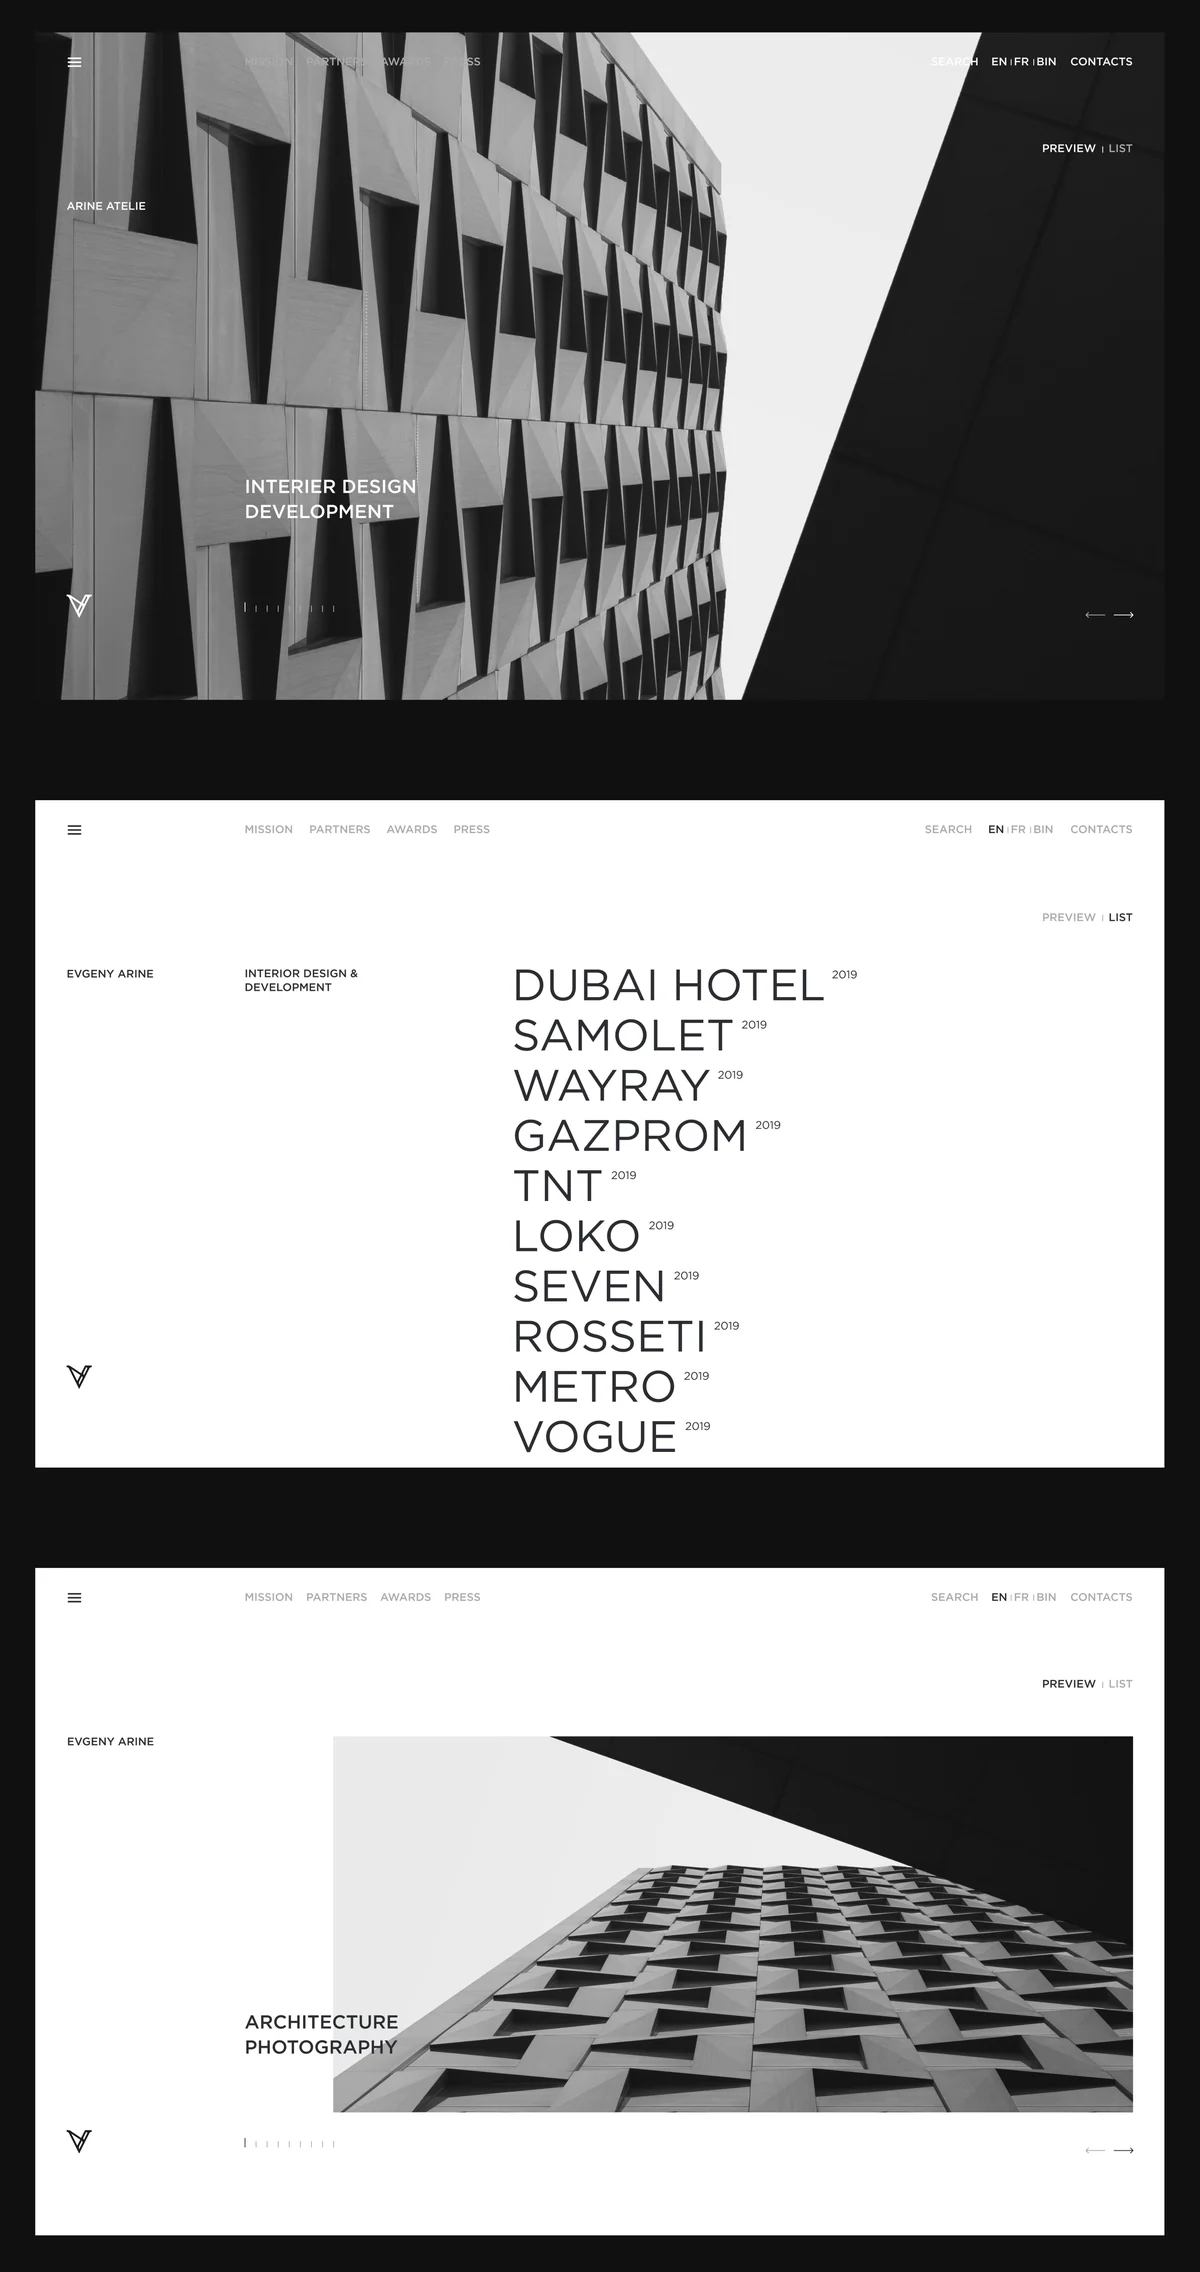 MISSION PARTNERS AWARDS PRESS SEARCH EN FR BIN CONTACTS
PREVIEW LIST
ARINE ATELIE
INTERIER DESIGN
DEVELOPMENT
MISSION PARTNERS AWARDS PRESS SEARCH EN FR BIN CONTACTS
PREVIEW LIST
EVGENY ARINE
INTERIOR DESIGN &
DEVELOPMENT
DUBAI HOTEL 2019
SAMOLET 2019
WAYRAY 2019
GAZPROM 2019
TNT 2019
LOKO 2019
SEVEN 2019
ROSSETI 2019
METRO 2019
VOGUE 2019
MISSION PARTNERS AWARDS PRESS SEARCH EN FR BIN CONTACTS
PREVIEW LIST
EVGENY ARINE
ARCHITECTURE
PHOTOGRAPHY